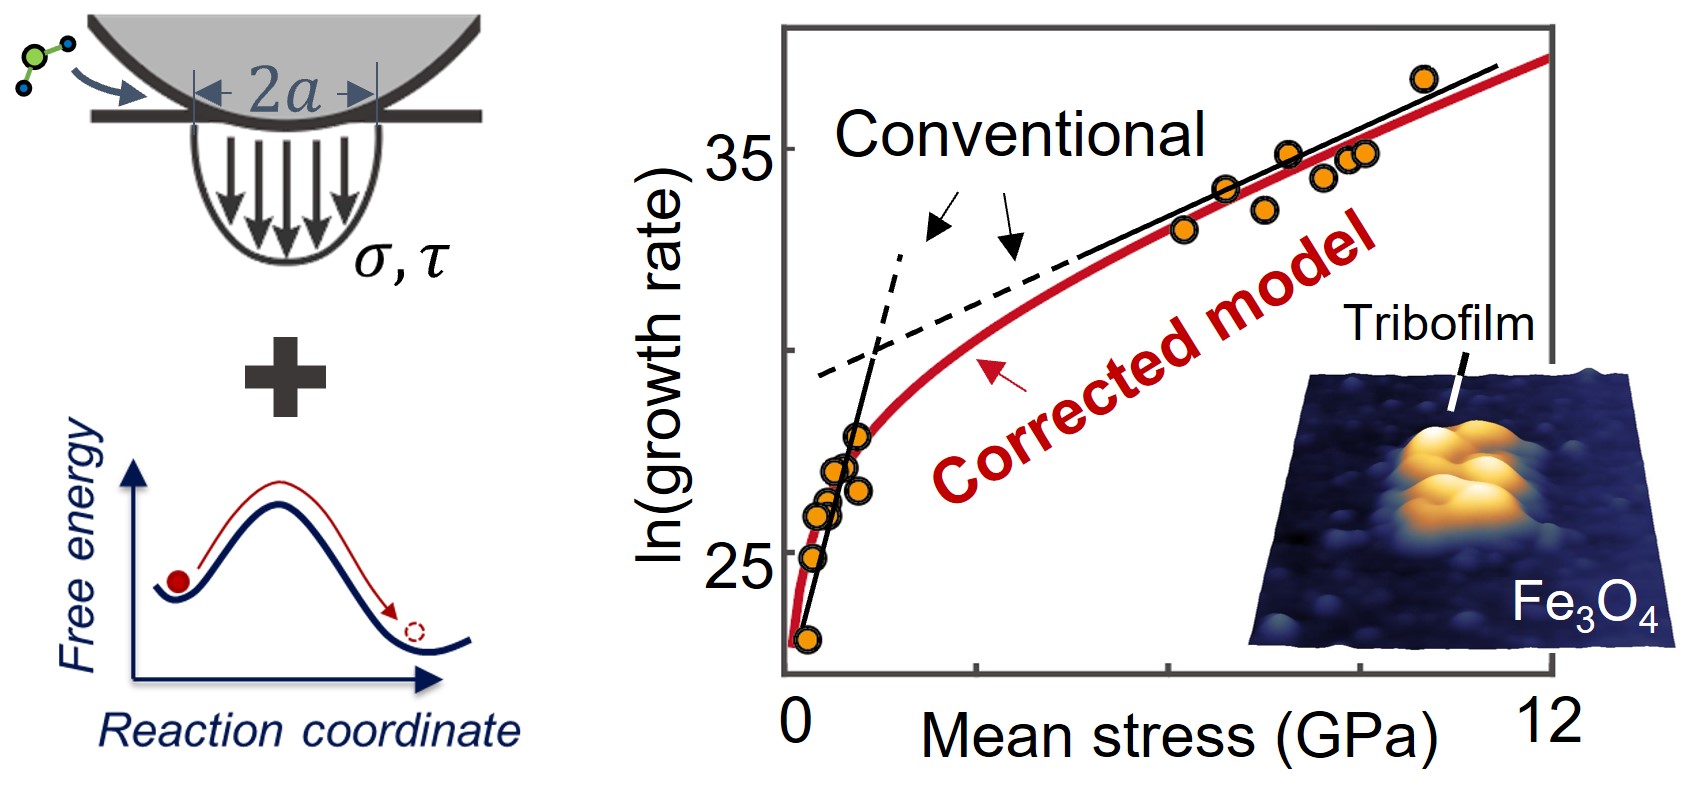 2a
σ, τ
Free energy
Reaction coordinate
ln(growth rate)
35
25
Conventional
Corrected model
Tribofilm
Fe₃O₄
0
12
Mean stress (GPa)